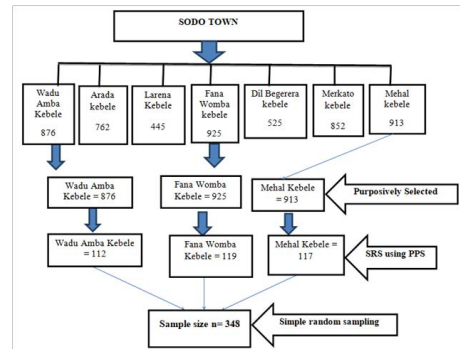 SODO TOWN
Wadu
Amba
Kebele
876
Arada
kebele
762
Larena
Kebele
445
Fana
Womba
kebele
925
Dil Begerera
kebele
525
Merkato
kebele
852
Mehal
kebele
913
Wadu Amba
Kebele = 876
Fana Womba
Kebele = 925
Mehal Kebele
= 913
Purposively Selected
Wadu Amba Kebele
= 112
Fana Womba
Kebele = 119
Mehal Kebele =
117
SRS using PPS
Sample size n= 348
Simple random sampling